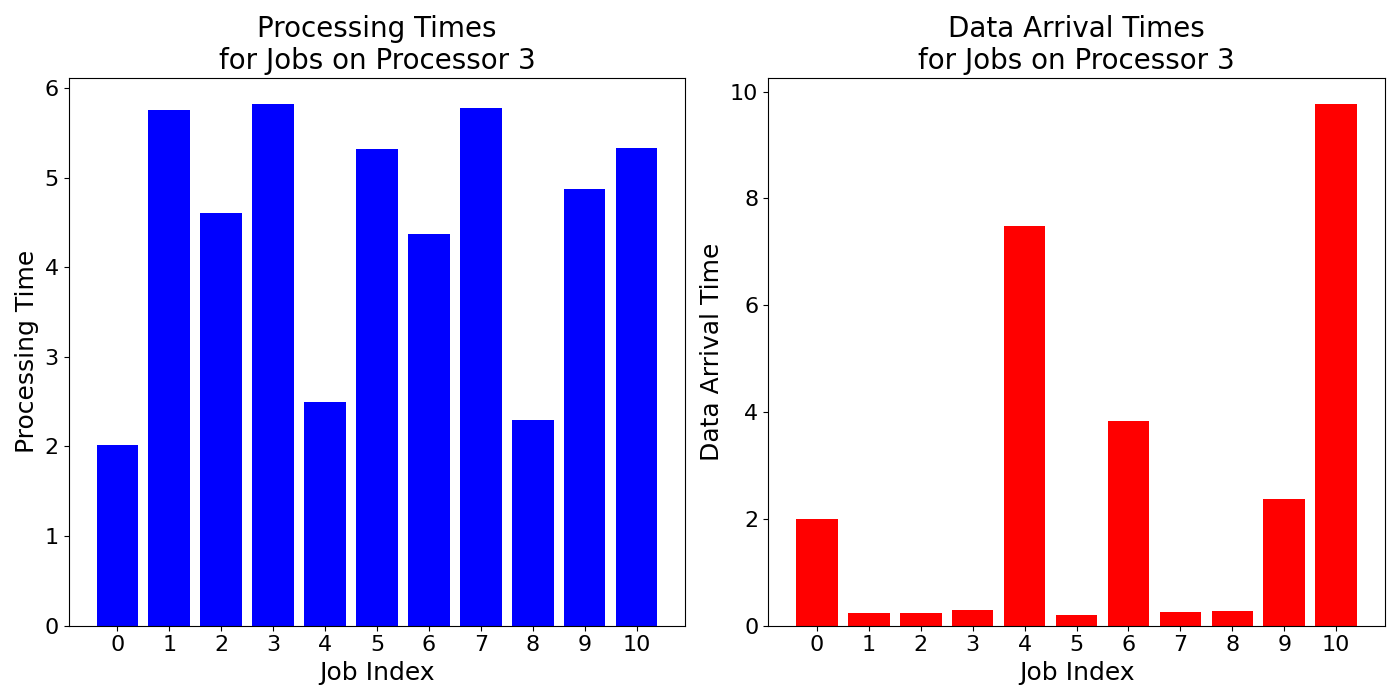 Processing Times
for Jobs on Processor 3
Processing Time
6
5
4
3
2
1
0
0 1 2 3 4 5 6 7 8 9 10
Job Index
Data Arrival Times
for Jobs on Processor 3
Data Arrival Time
10
8
6
4
2
0
0 1 2 3 4 5 6 7 8 9 10
Job Index